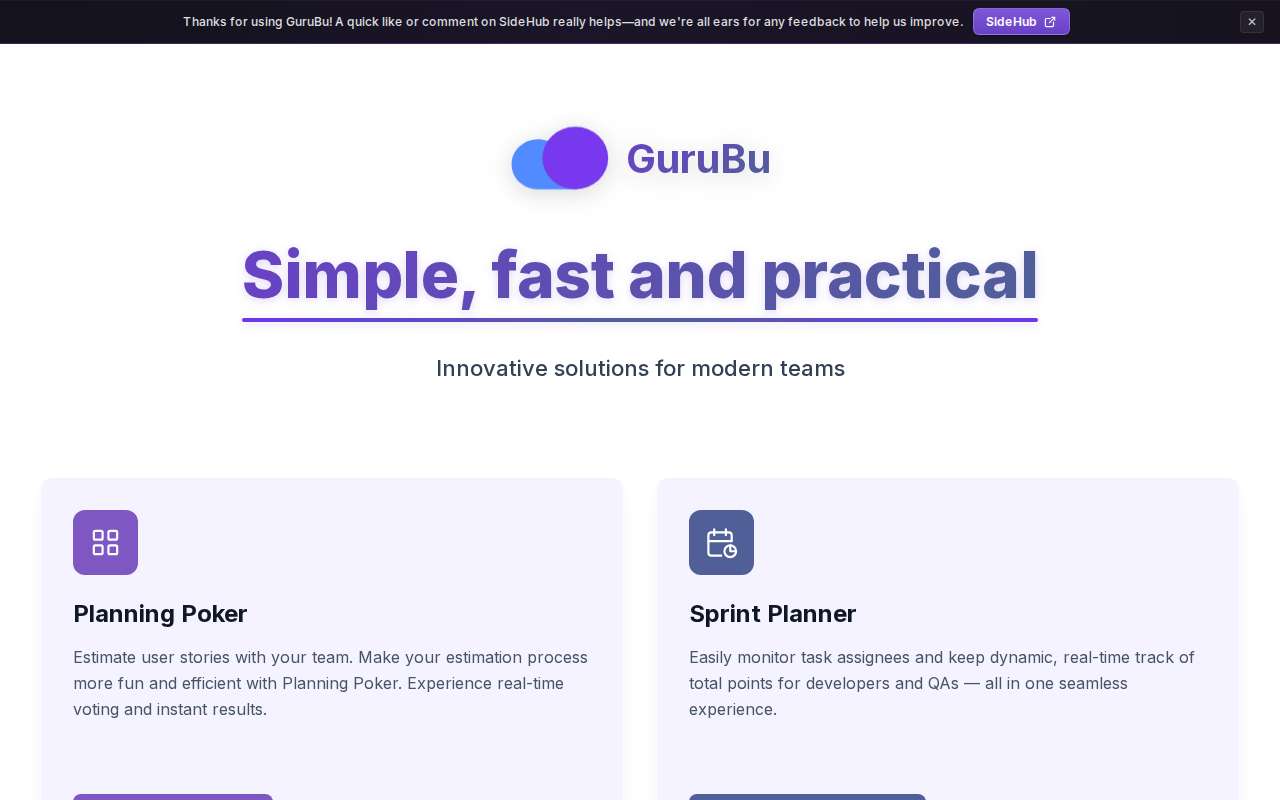 Thanks for using GuruBu! A quick like or comment on SideHub really helps—and we're all ears for any feedback to help us improve.
SideHub
GuruBu
Simple, fast and practical
Innovative solutions for modern teams
Planning Poker
Estimate user stories with your team. Make your estimation process
more fun and efficient with Planning Poker. Experience real-time
voting and instant results.
Sprint Planner
Easily monitor task assignees and keep dynamic, real-time track of
total points for developers and QAs — all in one seamless
experience.